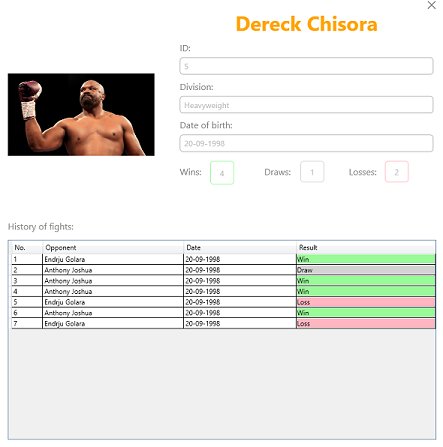 Dereck Chisora
ID:
5
Division:
Heavyweight
Date of birth:
20-09-1998
Wins: 4 Draws: 1 Losses: 2
History of fights:
No. Opponent Date Result
1 Endrju Golara 20-09-1998 Win
2 Anthony Joshua 20-09-1998 Draw
3 Anthony Joshua 20-09-1998 Win
4 Anthony Joshua 20-09-1998 Win
5 Endrju Golara 20-09-1998 Loss
6 Anthony Joshua 20-09-1998 Win
7 Endrju Golara 20-09-1998 Loss